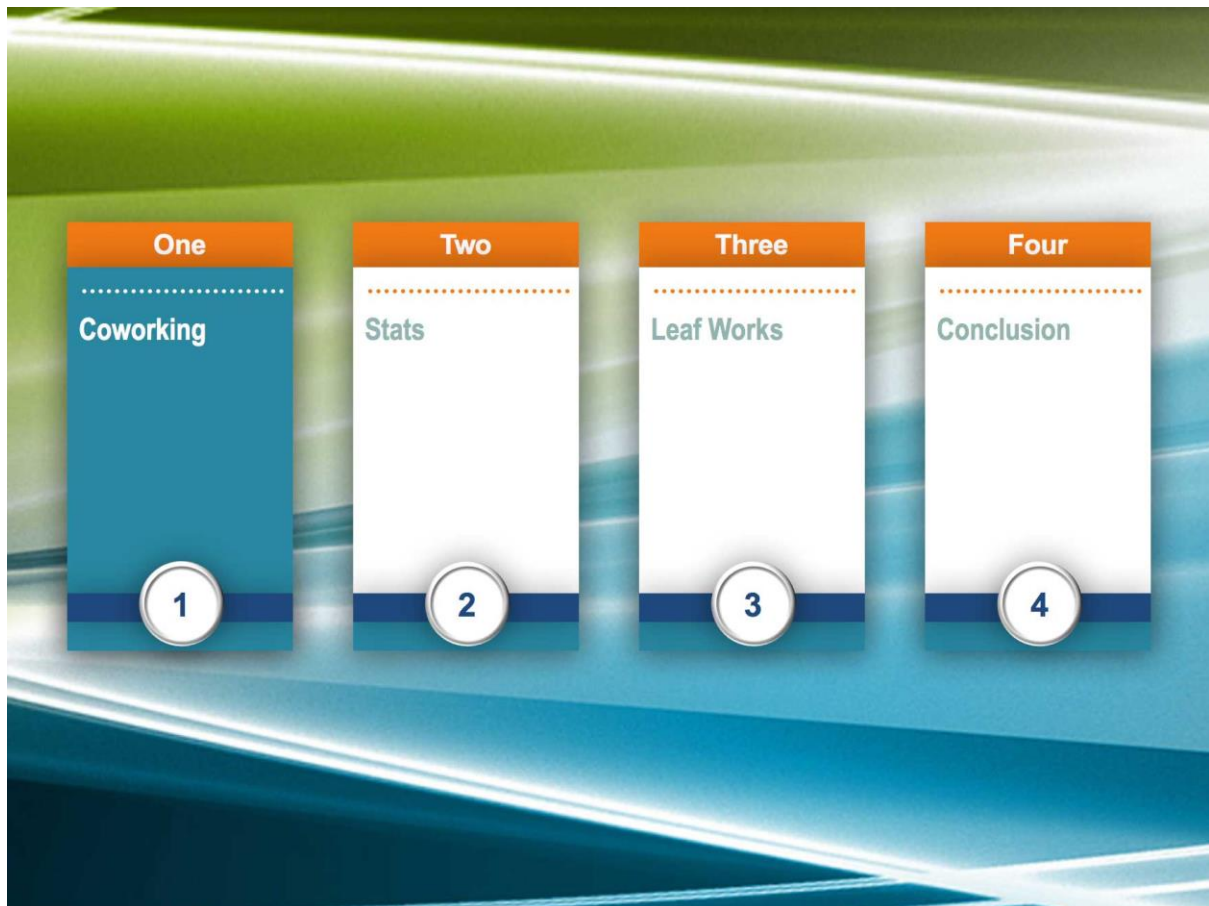 One
Coworking
1
Two
Stats
2
Three
Leaf Works
3
Four
Conclusion
4